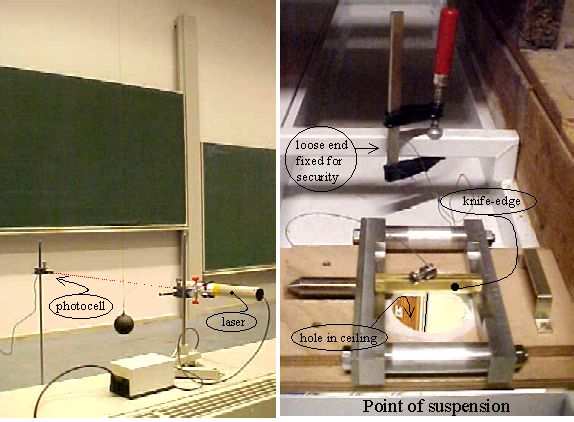 photocell
laser
loose end
fixed for
security
knife-edge
hole in ceiling
Point of suspension